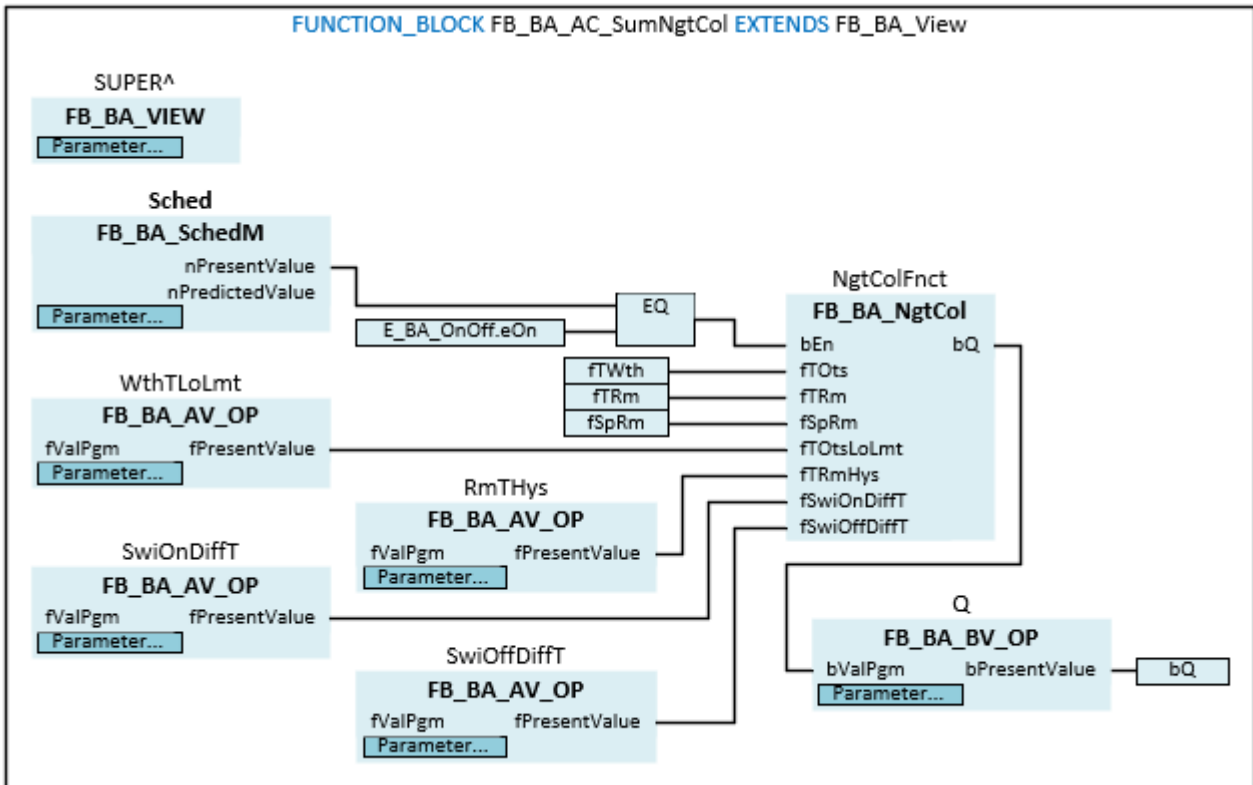 FUNCTION_BLOCK FB_BA_AC_SumNgtCol EXTENDS FB_BA_View
SUPER^
FB_BA_VIEW
Parameter...
Sched
FB_BA_SchedM
nPresentValue
nPredictedValue
Parameter...
E_BA_OnOff.eOn
EQ
WthTLoLmt
FB_BA_AV_OP
fValPgm fPresentValue
Parameter...
fTWth
fTRm
fSpRm
NgtColFnct
FB_BA_NgtCol
bEn bQ
fTOts
fTRm
fSpRm
fTOtsLoLmt
fTRmHys
fSwiOnDiffT
fSwiOffDiffT
RmTHys
FB_BA_AV_OP
fValPgm fPresentValue
Parameter...
SwiOnDiffT
FB_BA_AV_OP
fValPgm fPresentValue
Parameter...
SwiOffDiffT
FB_BA_AV_OP
fValPgm fPresentValue
Parameter...
Q
FB_BA_BV_OP
bValPgm bPresentValue
Parameter...
bQ